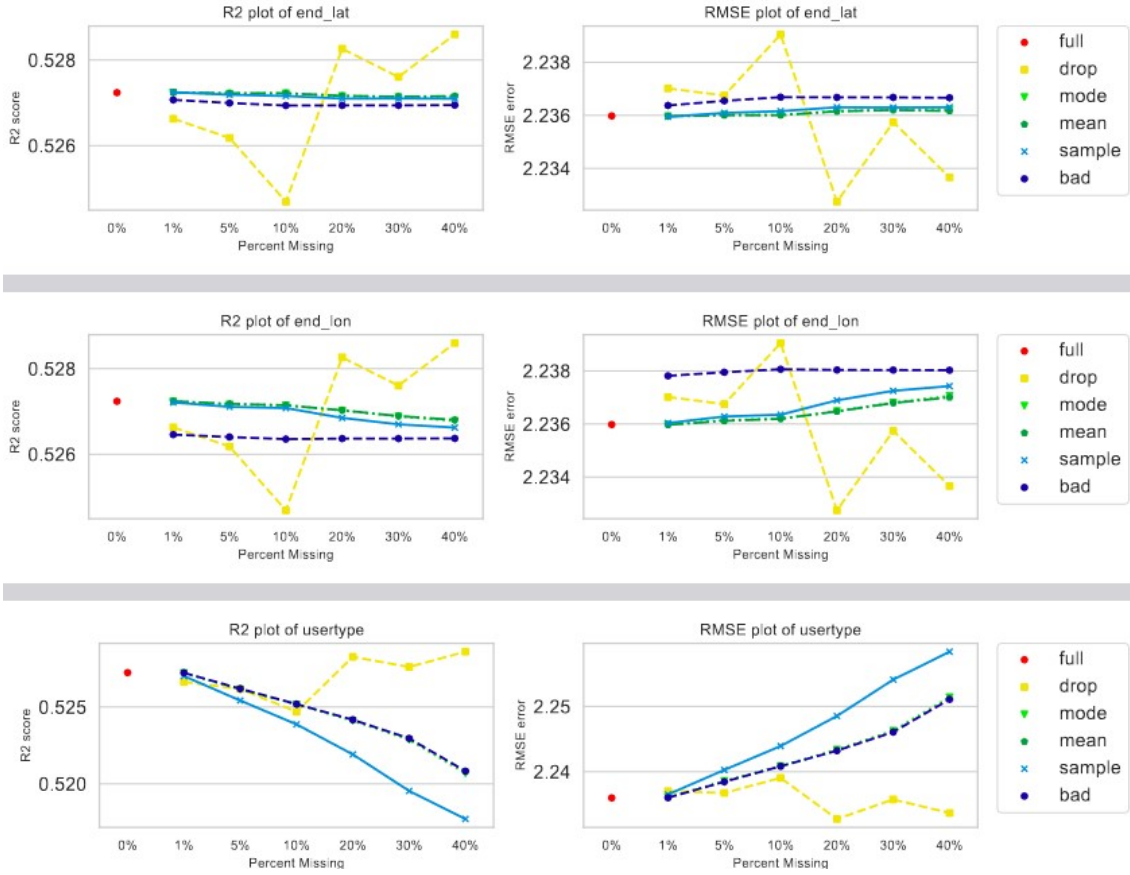 R2 plot of end_lat
R2 score
0.528
0.526
0% 1% 5% 10% 20% 30% 40%
Percent Missing
RMSE plot of end_lat
RMSE error
2.238
2.236
2.234
0% 1% 5% 10% 20% 30% 40%
Percent Missing
full
drop
mode
mean
sample
bad
R2 plot of end_lon
R2 score
0.528
0.526
0% 1% 5% 10% 20% 30% 40%
Percent Missing
RMSE plot of end_lon
RMSE error
2.238
2.236
2.234
0% 1% 5% 10% 20% 30% 40%
Percent Missing
full
drop
mode
mean
sample
bad
R2 plot of usertype
R2 score
0.525
0.520
0% 1% 5% 10% 20% 30% 40%
Percent Missing
RMSE plot of usertype
RMSE error
2.25
2.24
0% 1% 5% 10% 20% 30% 40%
Percent Missing
full
drop
mode
mean
sample
bad